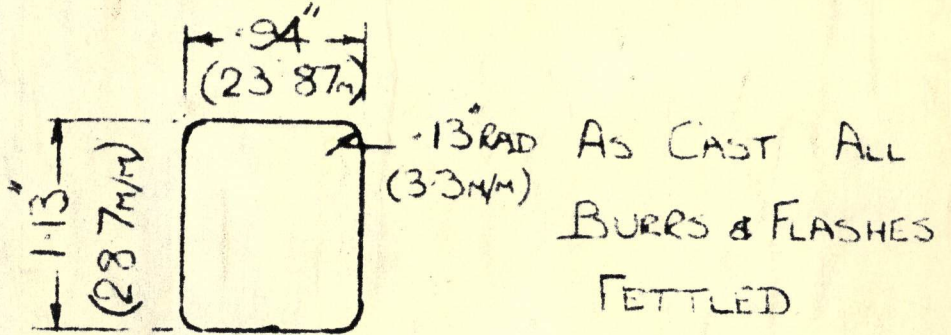 .94"
(23.87m)
1.13"
(28.7M/M)
.13" RAD
(3.3M/M)
AS CAST ALL
BURRS & FLASHES
FETTLED